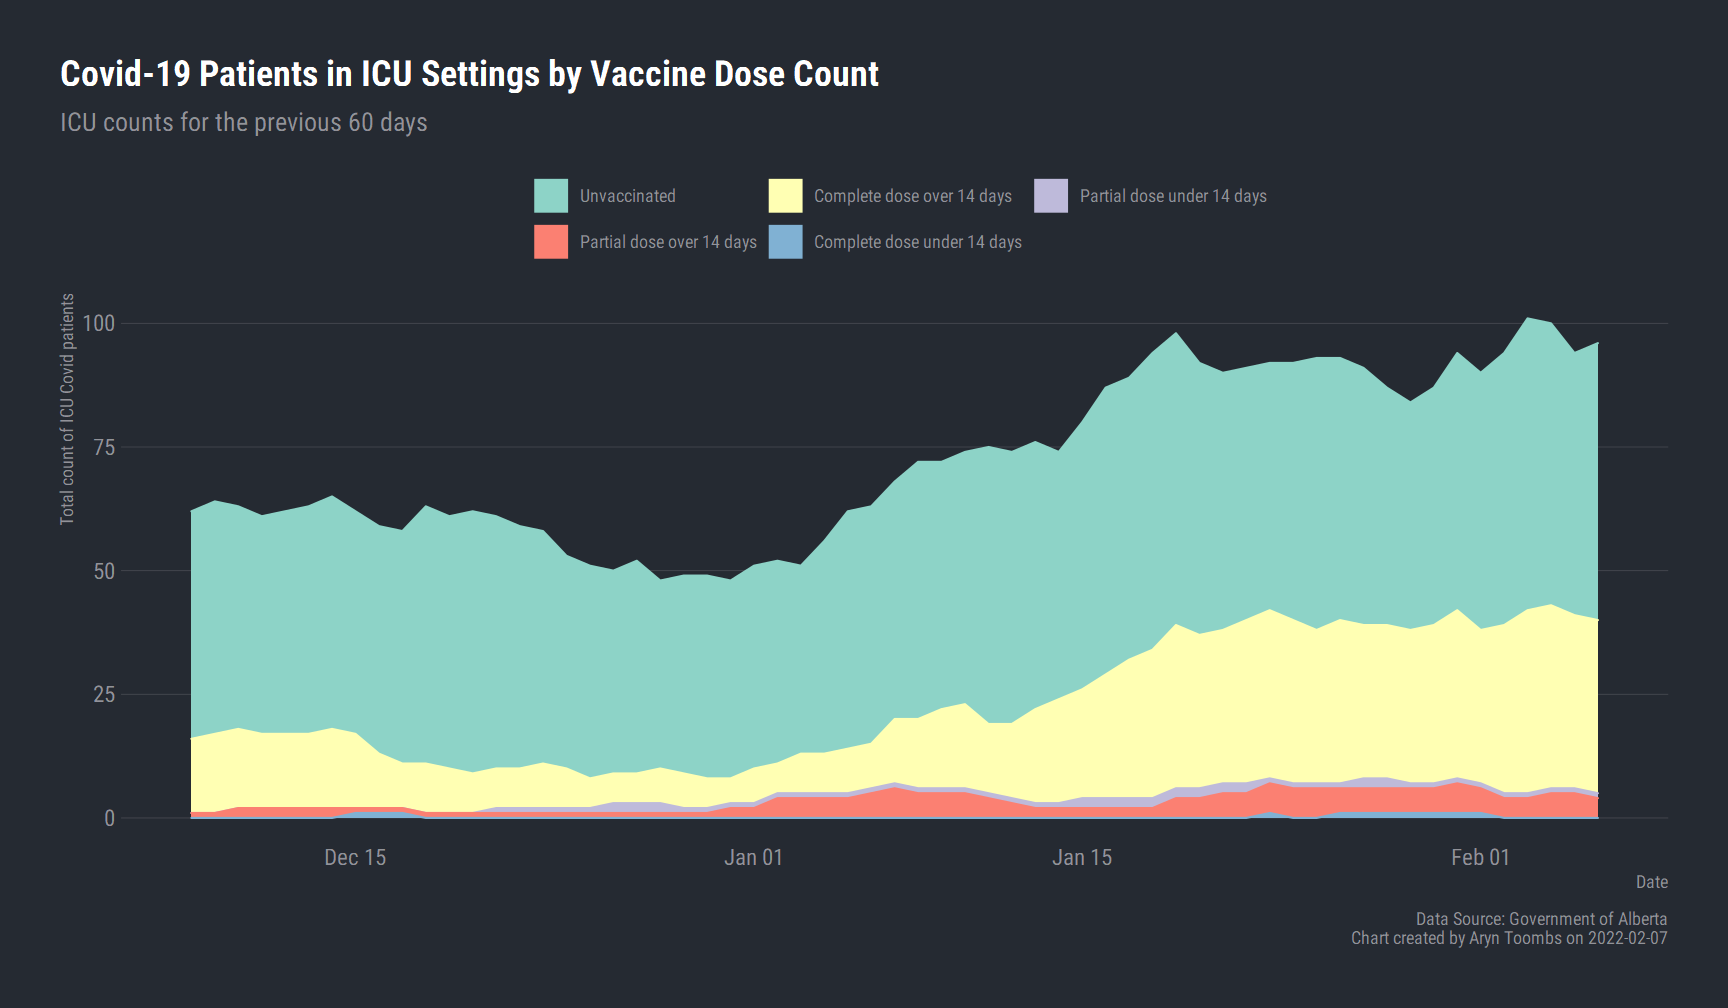 Covid-19 Patients in ICU Settings by Vaccine Dose Count
ICU counts for the previous 60 days
Unvaccinated
Complete dose over 14 days
Partial dose under 14 days
Partial dose over 14 days
Complete dose under 14 days
Total count of ICU Covid patients
100
75
50
25
0
Dec 15
Jan 01
Jan 15
Feb 01
Date
Data Source: Government of Alberta
Chart created by Aryn Toombs on 2022-02-07